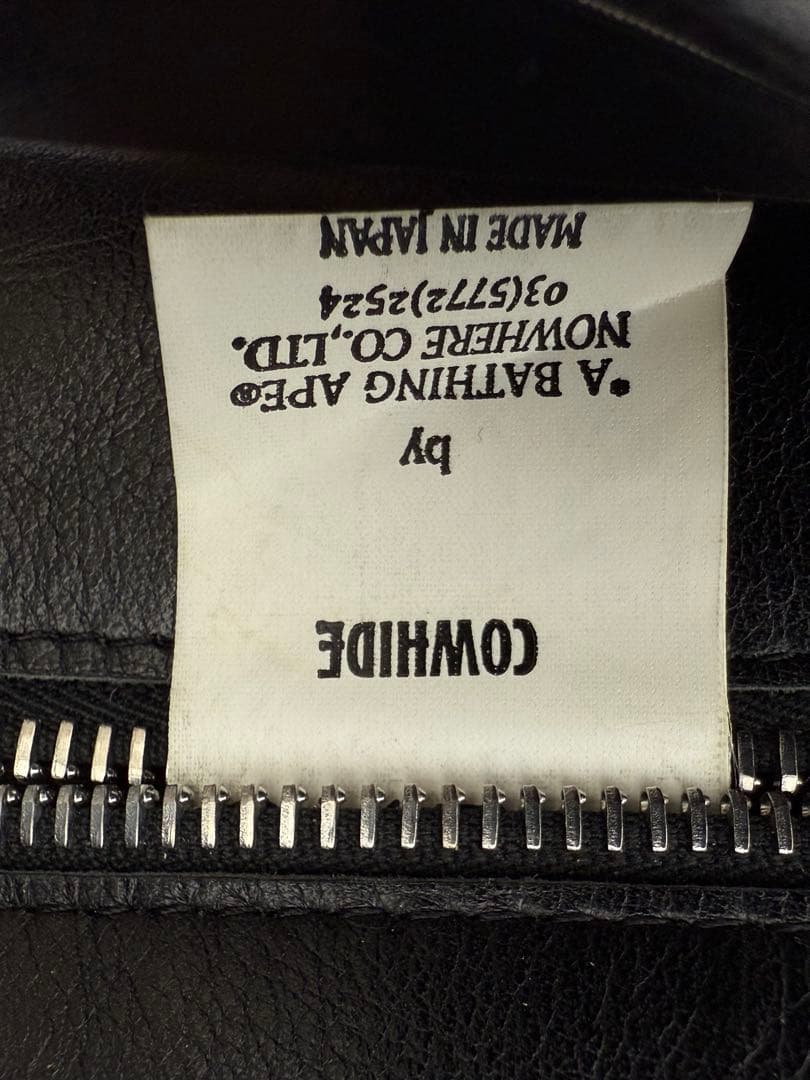 COWHIDE
by
*A BATHING APE®
NOWHERE CO.,LTD.
03(5772)2524
MADE IN JAPAN